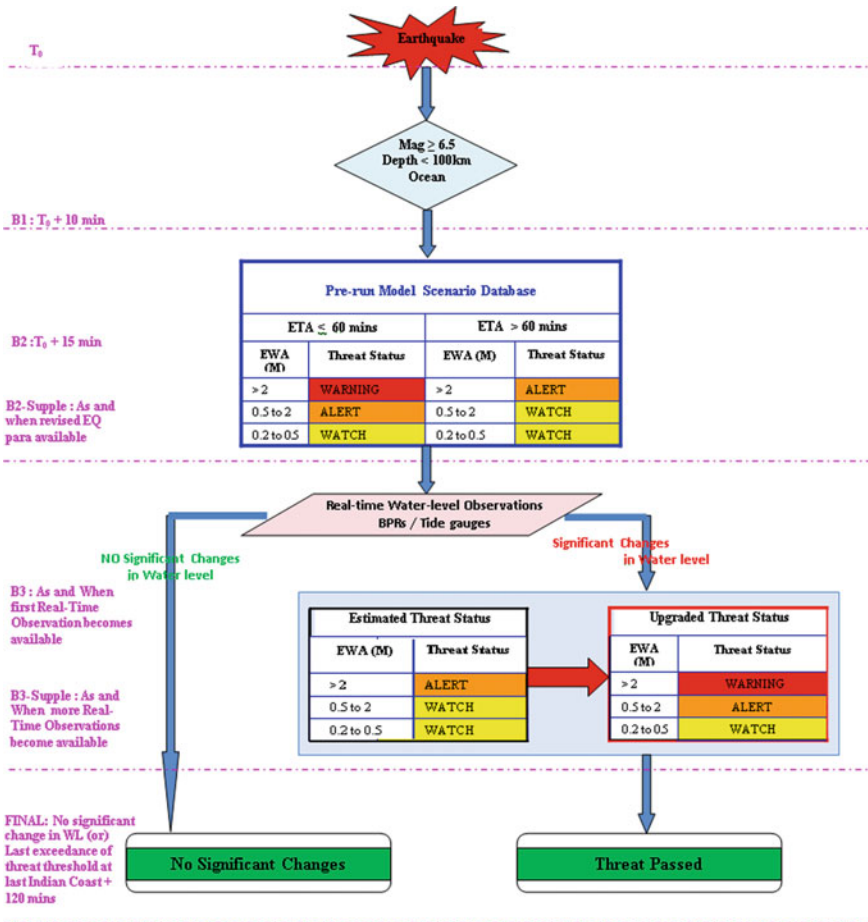 Earthquake
T₀
Mag ≥ 6.5
Depth < 100km
Ocean
B1 : T₀ + 10 min
Pre-run Model Scenario Database
ETA ≤ 60 mins ETA > 60 mins
B2 :T₀ + 15 min
EWA (M) Threat Status EWA (M) Threat Status
> 2 WARNING > 2 ALERT
0.5 to 2 ALERT 0.5 to 2 WATCH
0.2 to 0.5 WATCH 0.2 to 0.5 WATCH
B2-Supple : As and
when revised EQ
para available
Real-time Water-level Observations
BPRs / Tide gauges
NO Significant Changes
in Water level
Significant Changes
in Water level
B3 : As and When
first Real-Time
Observation becomes
available
Estimated Threat Status
EWA (M) Threat Status
> 2 ALERT
0.5 to 2 WATCH
0.2 to 0.5 WATCH
Upgraded Threat Status
EWA (M) Threat Status
> 2 WARNING
0.5 to 2 ALERT
0.2 to 0.5 WATCH
B3-Supple : As and
When more Real-
Time Observations
become available
FINAL: No significant
change in WL (or)
Last exceedance of
threat threshold at
last Indian Coast +
120 mins
No Significant Changes
Threat Passed